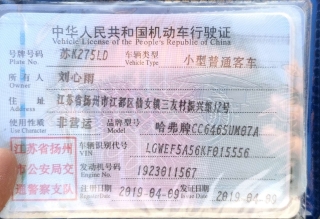 中华人民共和国机动车行驶证
Vehicle License of the People's Republic of China
号牌号码 苏K275LD 车辆类型 小型普通客车
Plate No. Vehicle Type
所有人 刘心雨
Owner
住址 江苏省扬州市江都区仙女镇三友村振兴组12号
Address
使用性质 非营运 品牌型号 哈弗牌CC6465UM07A
Use Character Model
江苏省扬州市公安局交通警察支队
车辆识别代号 LGWEF5A56KF015556
VIN
发动机号码 1923011567
Engine No.
注册日期 2019-04-09 发证日期 2019-04-09
Register Date Issue Date